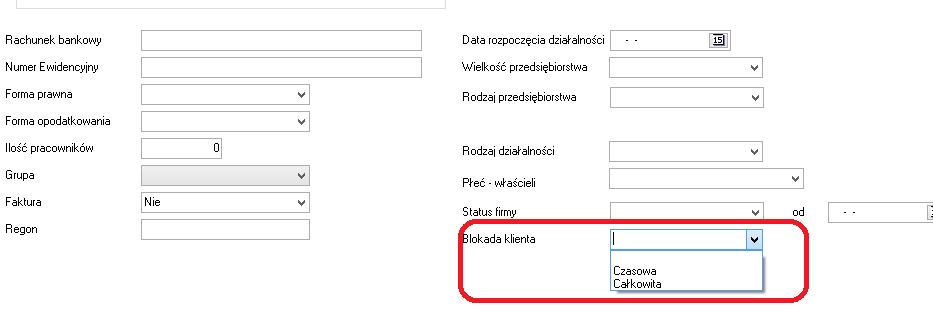 Rachunek bankowy
Numer Ewidencyjny
Forma prawna
Forma opodatkowania
Ilość pracowników 0
Grupa
Faktura Nie
Regon
Data rozpoczęcia działalności - - 15
Wielkość przedsiębiorstwa
Rodzaj przedsiębiorstwa
Rodzaj działalności
Płeć - właścieli
Status firmy od - -
Blokada klienta
Czasowa
Całkowita